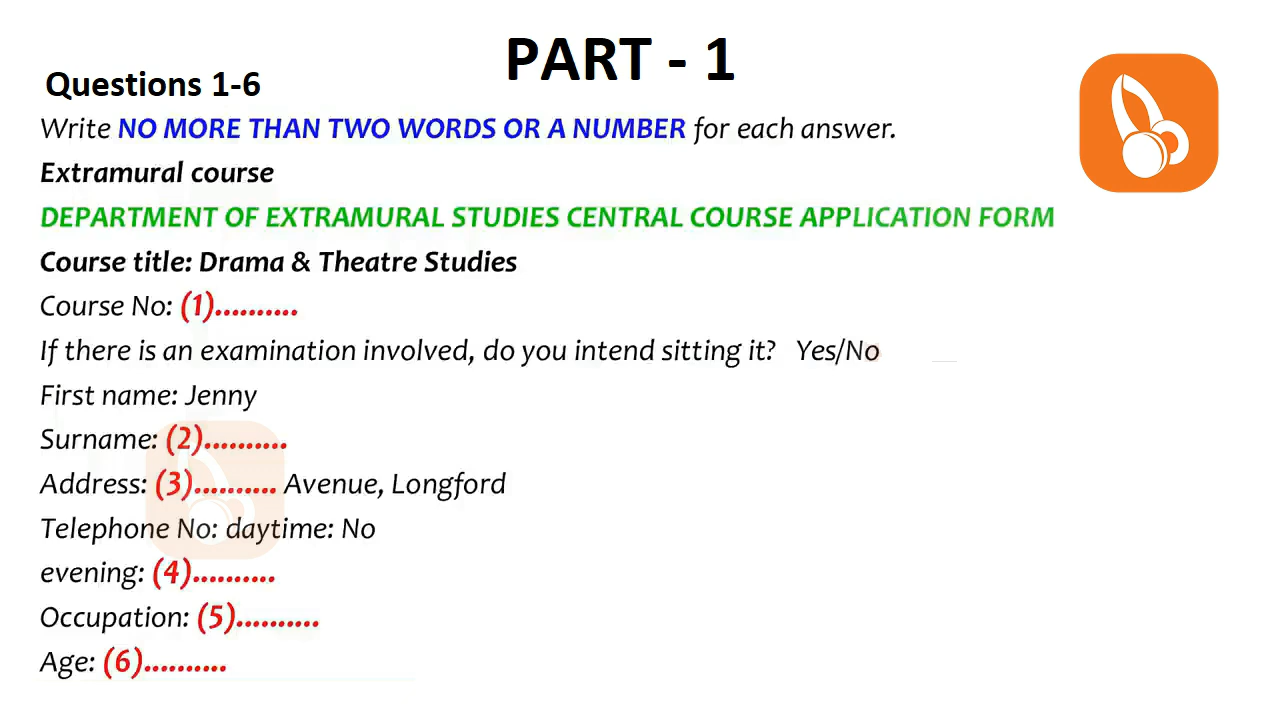 PART - 1
Questions 1-6
Write NO MORE THAN TWO WORDS OR A NUMBER for each answer.
Extramural course
DEPARTMENT OF EXTRAMURAL STUDIES CENTRAL COURSE APPLICATION FORM
Course title: Drama & Theatre Studies
Course No: (1)..........
If there is an examination involved, do you intend sitting it? Yes/No
First name: Jenny
Surname: (2)..........
Address: (3).......... Avenue, Longford
Telephone No: daytime: No
evening: (4)..........
Occupation: (5)..........
Age: (6)..........